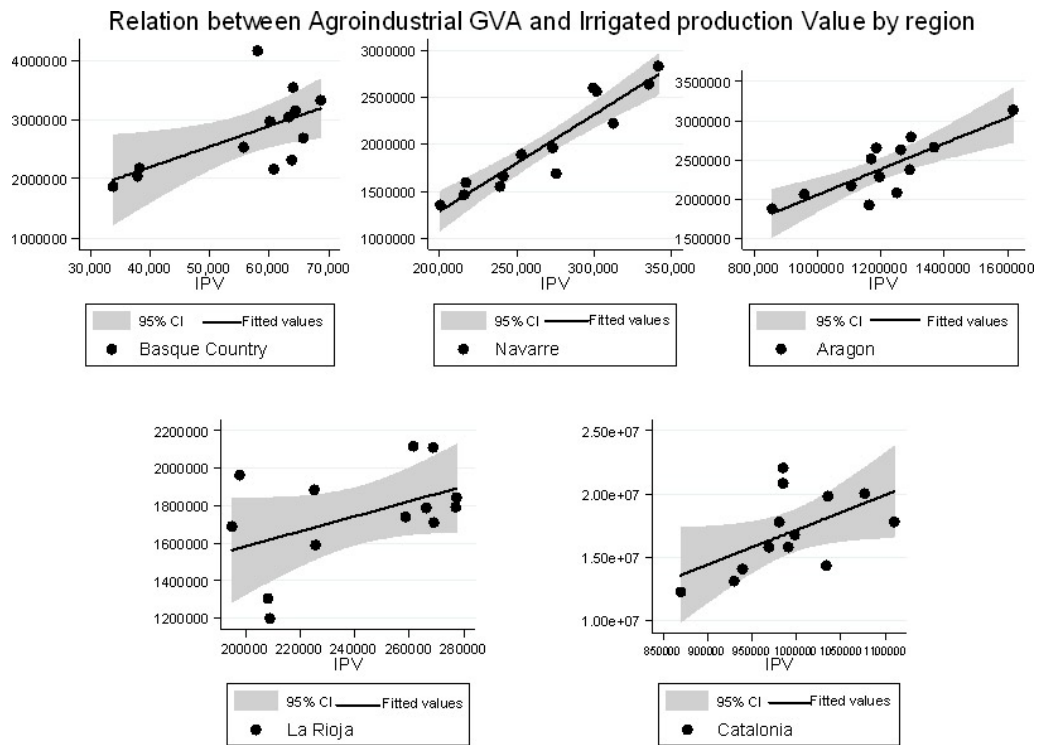 Relation between Agroindustrial GVA and Irrigated production Value by region
4000000
3000000
2000000
1000000
30,000 40,000 50,000 60,000 70,000
IPV
95% CI Fitted values
Basque Country
3000000
2500000
2000000
1500000
1000000
200,000 250,000 300,000 350,000
IPV
95% CI Fitted values
Navarre
3500000
3000000
2500000
2000000
1500000
800,000 1000000 1200000 1400000 1600000
IPV
95% CI Fitted values
Aragon
2200000
2000000
1800000
1600000
1400000
1200000
200000 220000 240000 260000 280000
IPV
95% CI Fitted values
La Rioja
2.50e+07
2.00e+07
1.50e+07
1.00e+07
850000 900000 950000 1000000 1050000 1100000
IPV
95% CI Fitted values
Catalonia